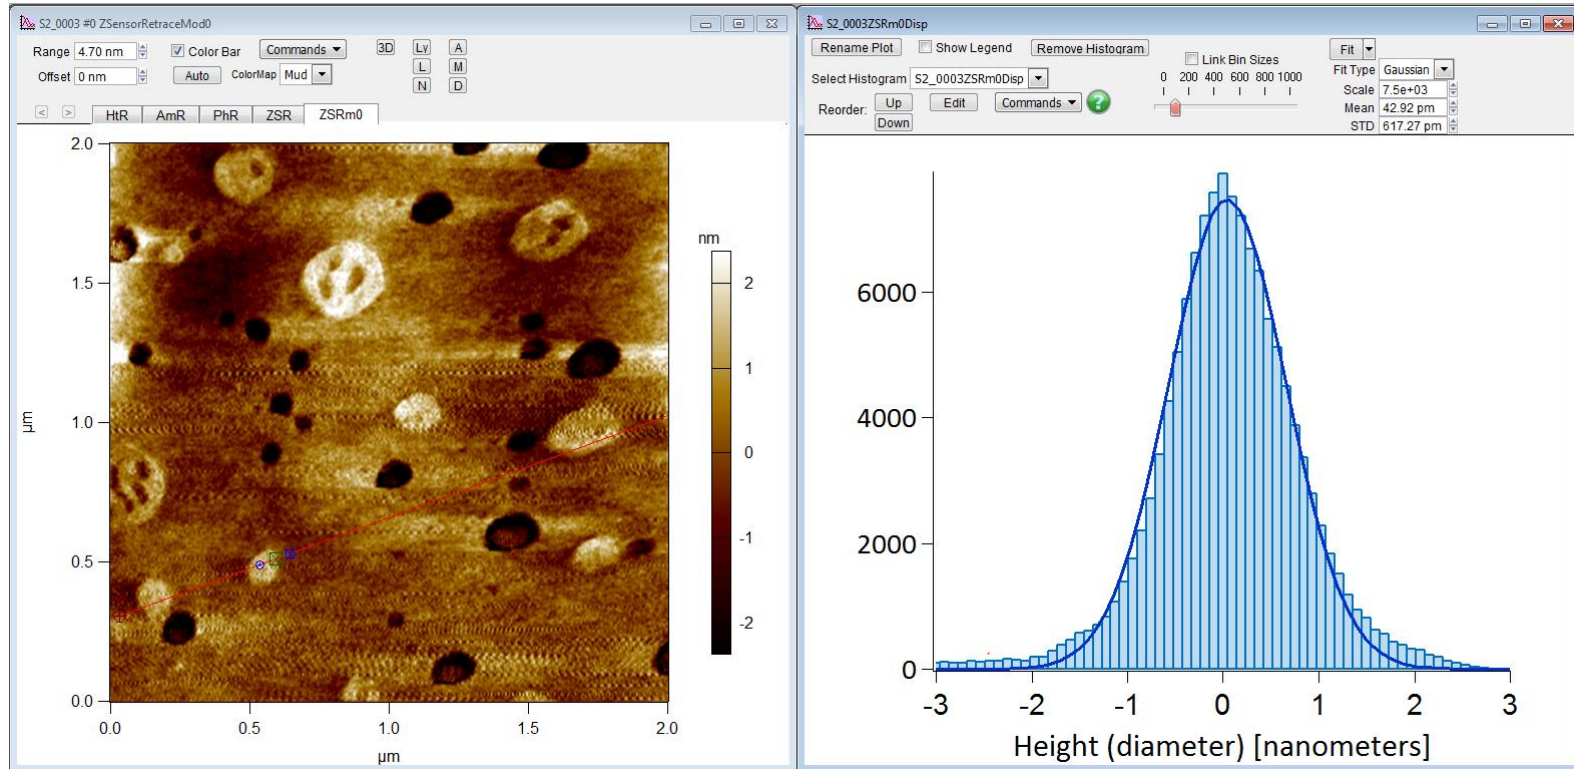 S2_0003 #0 ZSensorRetraceMod0
Range 4.70 nm Color Bar Commands 3D Ly A
L M
Offset 0 nm Auto ColorMap Mud N D
< > HtR AmR PhR ZSR ZSRm0
2.0
1.5
1.0
0.5
0.0
µm
0.0 0.5 1.0 1.5 2.0
µm
nm
2
1
0
-1
-2
S2_0003ZSRm0Disp
Rename Plot Show Legend Remove Histogram Link Bin Sizes Fit
Select Histogram S2_0003ZSRm0Disp 0 200 400 600 800 1000 Fit Type Gaussian
Scale 7.5e+03
Reorder: Up Edit Commands ? Mean 42.92 pm
Down STD 617.27 pm
6000
4000
2000
0
-3 -2 -1 0 1 2 3
Height (diameter) [nanometers]